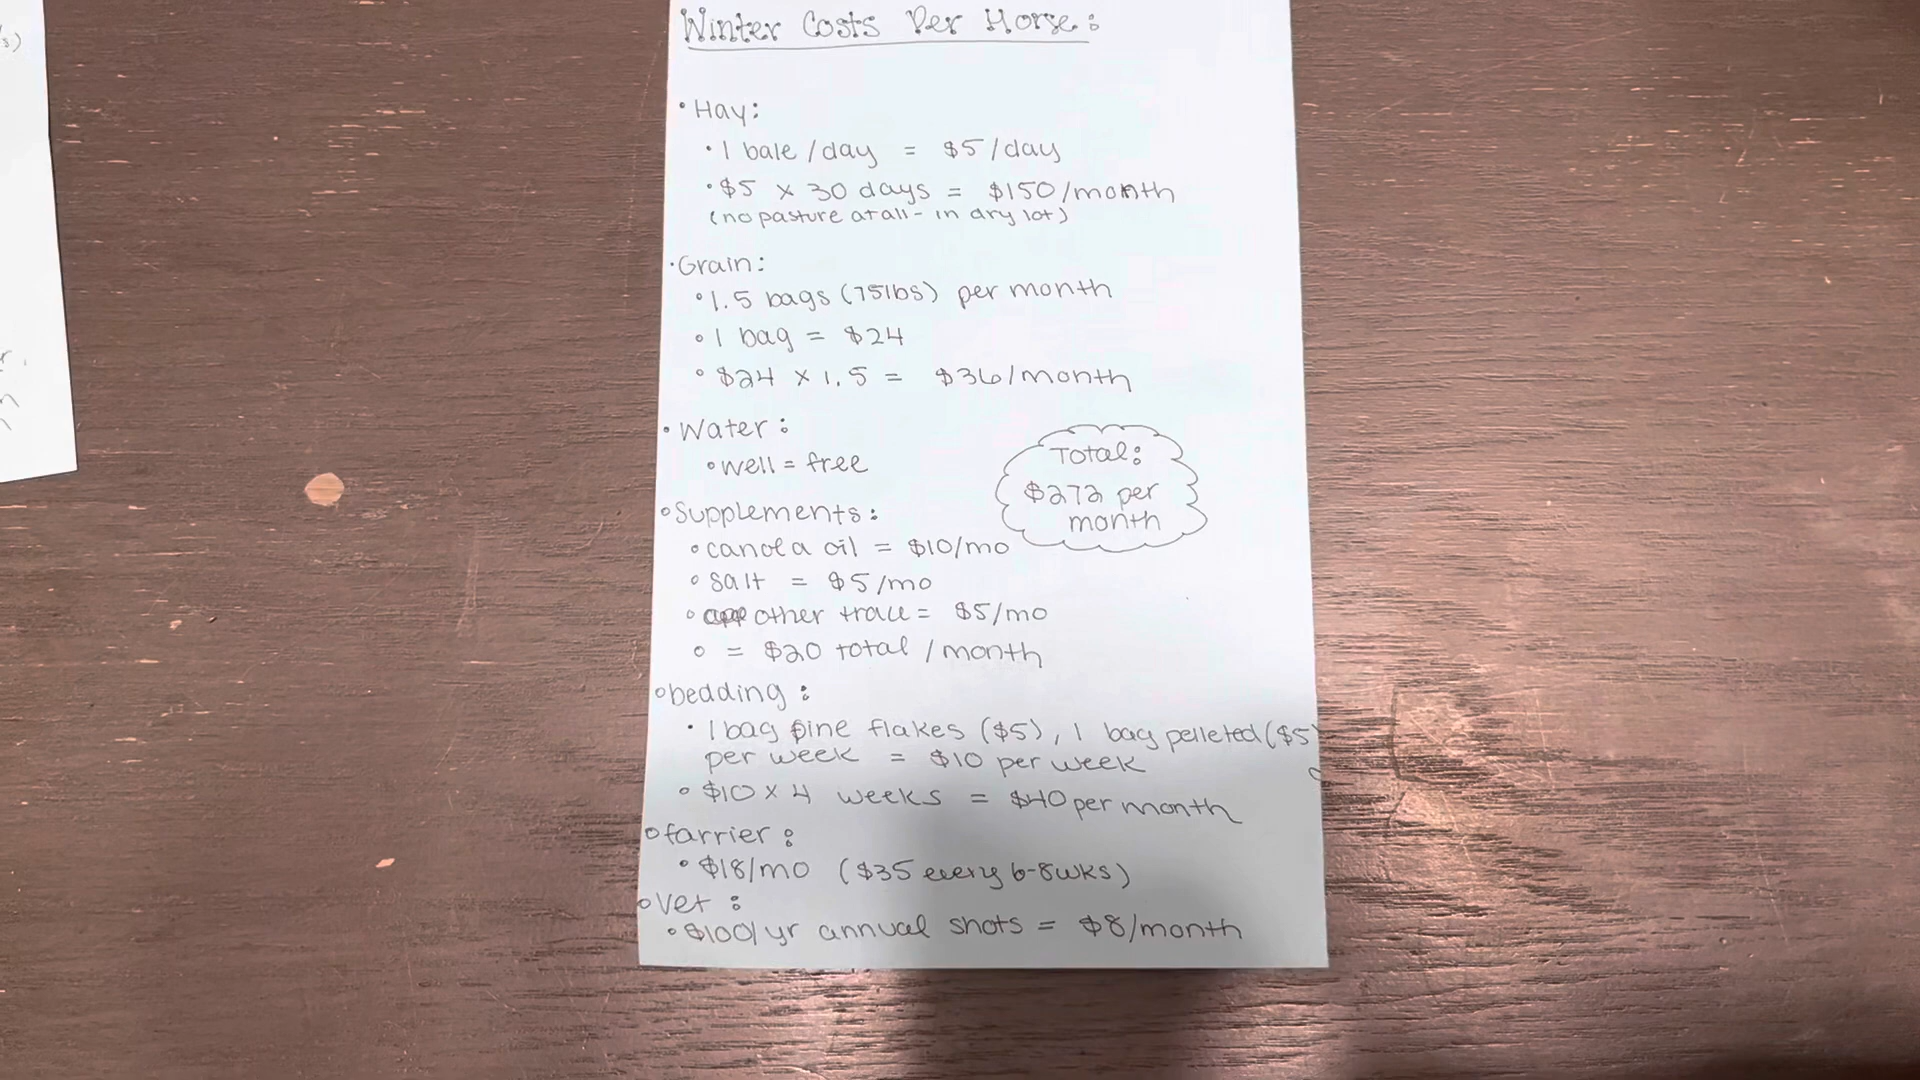 Winter Costs Per Horse:
• Hay:
• 1 bale /day = $5/day
• $5 x 30 days = $150/month
(no pasture at all - in dry lot)
• Grain:
• 1.5 bags (75lbs) per month
• 1 bag = $24
• $24 x 1.5 = $36/month
• Water:
• well = free
Total:
$272 per
month
• Supplements:
• canola oil = $10/mo
• salt = $5/mo
• other trace = $5/mo
• = $20 total /month
• bedding:
• 1 bag pine flakes ($5), 1 bag pelleted ($5)
per week = $10 per week
• $10 x 4 weeks = $40 per month
• farrier:
• $18/mo ($35 every 6-8wks)
• vet:
• $100/yr annual shots = $8/month